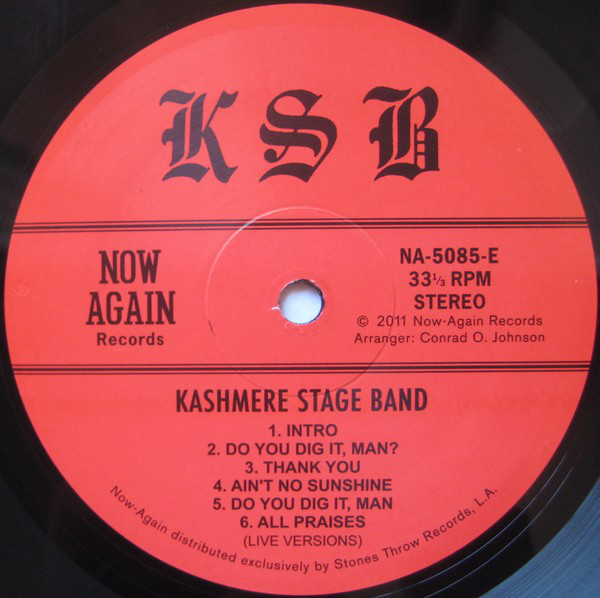 K S B
NOW
AGAIN
Records
NA-5085-E
33⅓ RPM
STEREO
© 2011 Now-Again Records
Arranger: Conrad O. Johnson
KASHMERE STAGE BAND
1. INTRO
2. DO YOU DIG IT, MAN?
3. THANK YOU
4. AIN'T NO SUNSHINE
5. DO YOU DIG IT, MAN
6. ALL PRAISES
(LIVE VERSIONS)
Now-Again distributed exclusively by Stones Throw Records, L.A.